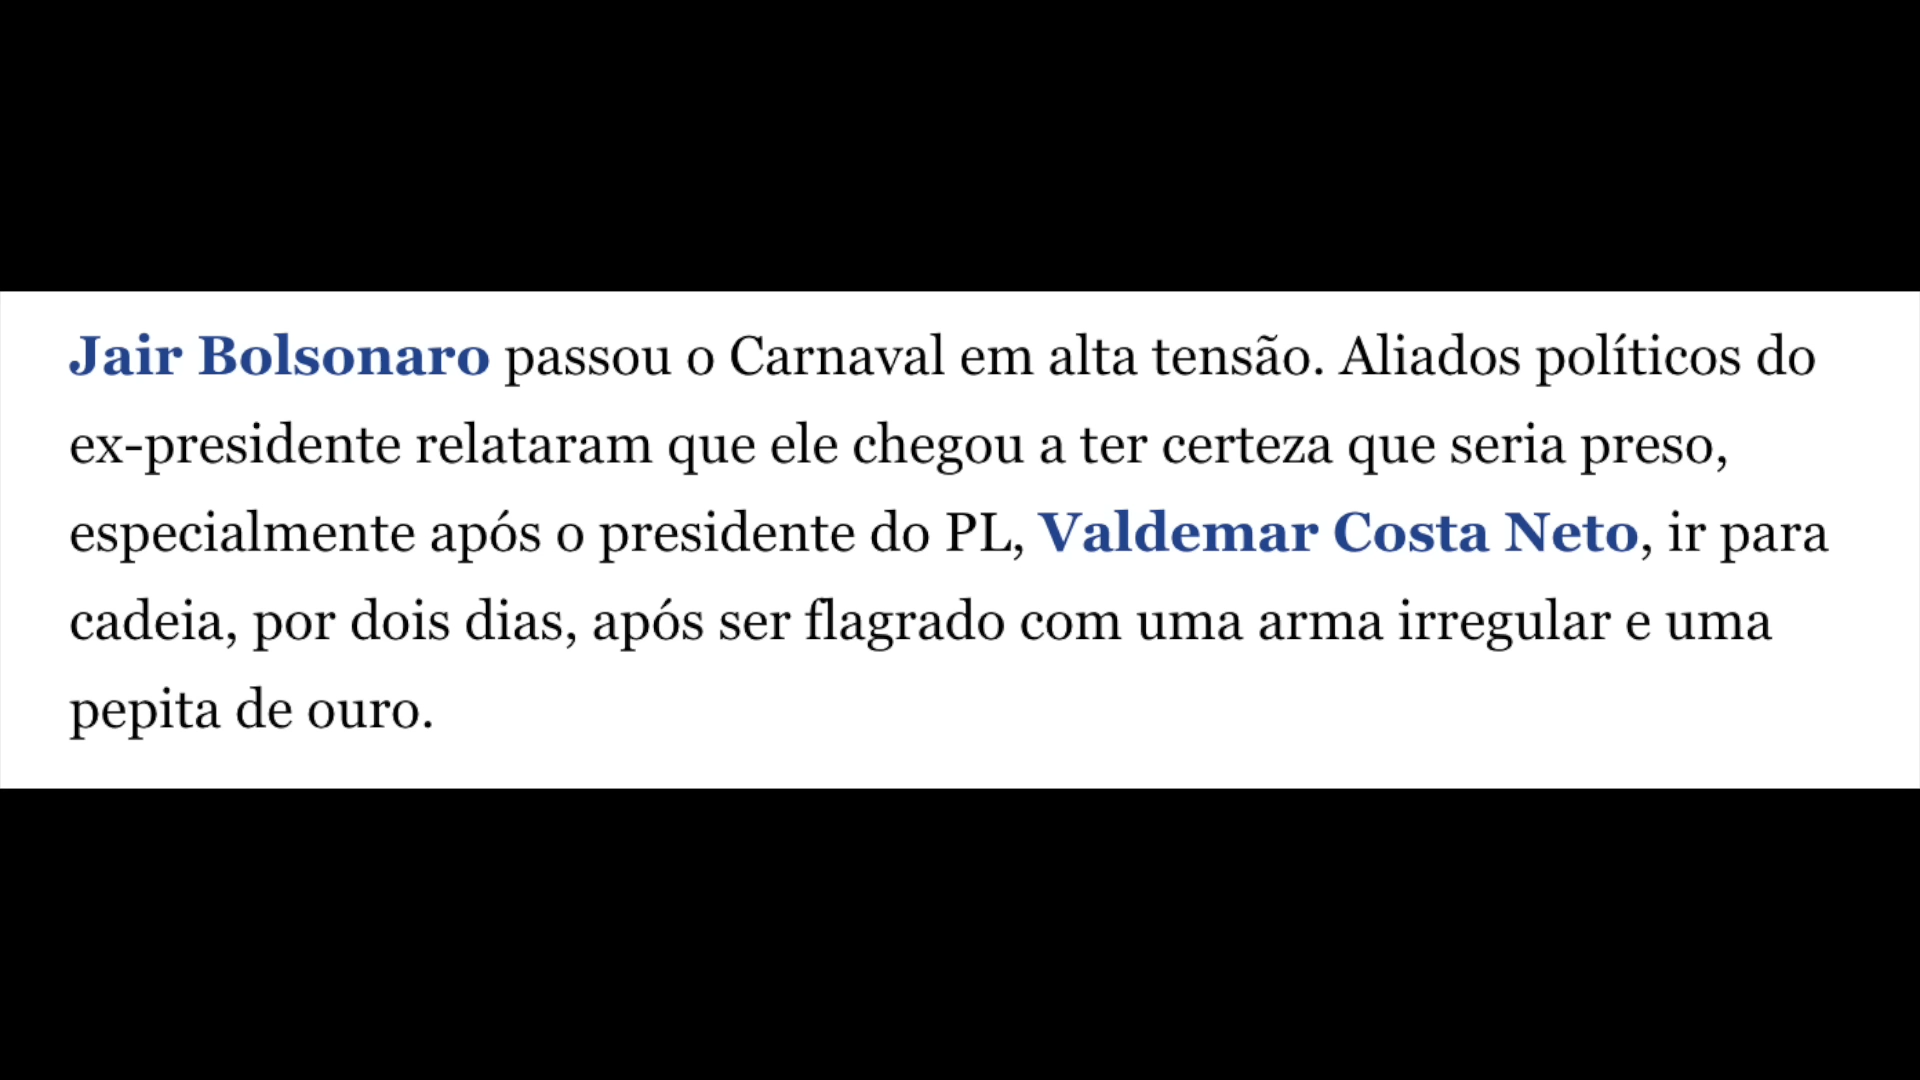 Jair Bolsonaro passou o Carnaval em alta tensão. Aliados políticos do
ex-presidente relataram que ele chegou a ter certeza que seria preso,
especialmente após o presidente do PL, Valdemar Costa Neto, ir para
cadeia, por dois dias, após ser flagrado com uma arma irregular e uma
pepita de ouro.